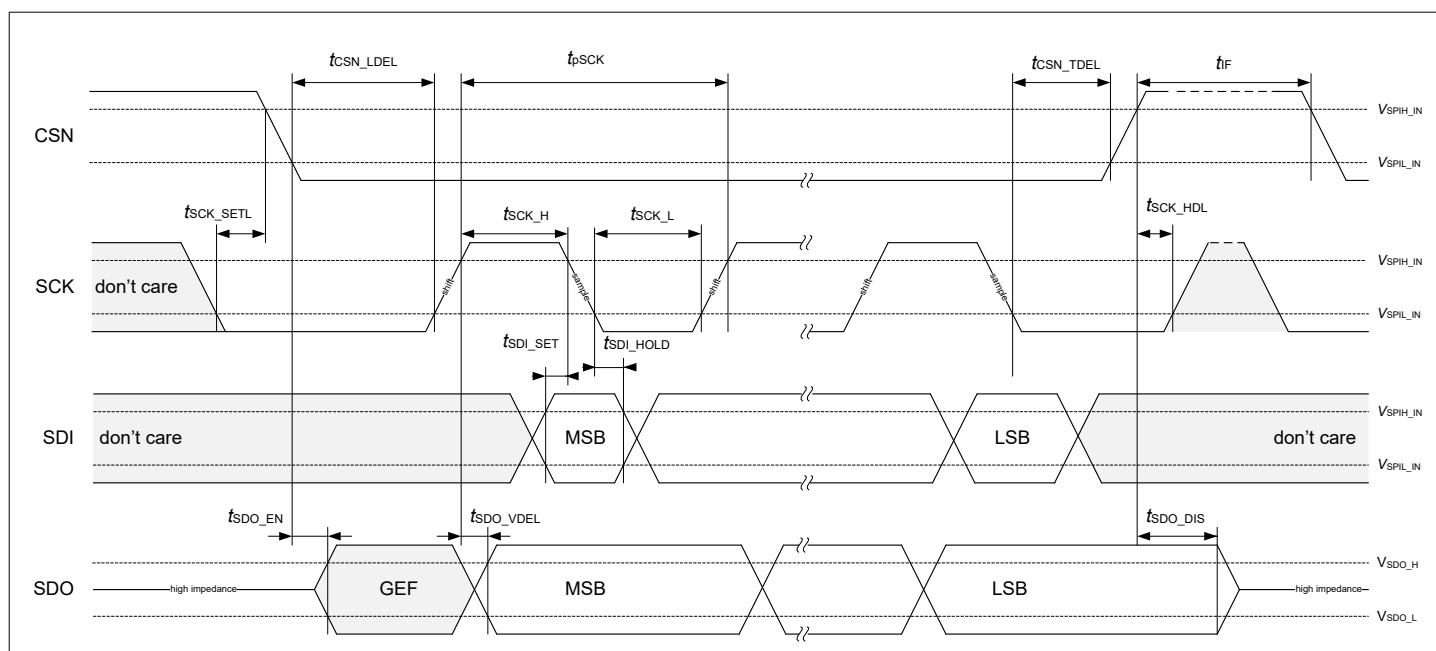 tCSN_LDEL
tpSCK
tCSN_TDEL
tIF
CSN
VSPIH_IN
VSPIL_IN
tSCK_SETL
tSCK_H
tSCK_L
tSCK_HDL
SCK
don’t care
shift
sample
shift
shift
sample
VSPIH_IN
VSPIL_IN
tSDI_SET
tSDI_HOLD
SDI
don’t care
MSB
LSB
don’t care
VSPIH_IN
VSPIL_IN
tSDO_EN
tSDO_VDEL
tSDO_DIS
SDO
high impedance
GEF
MSB
LSB
high impedance
VSDO_H
VSDO_L